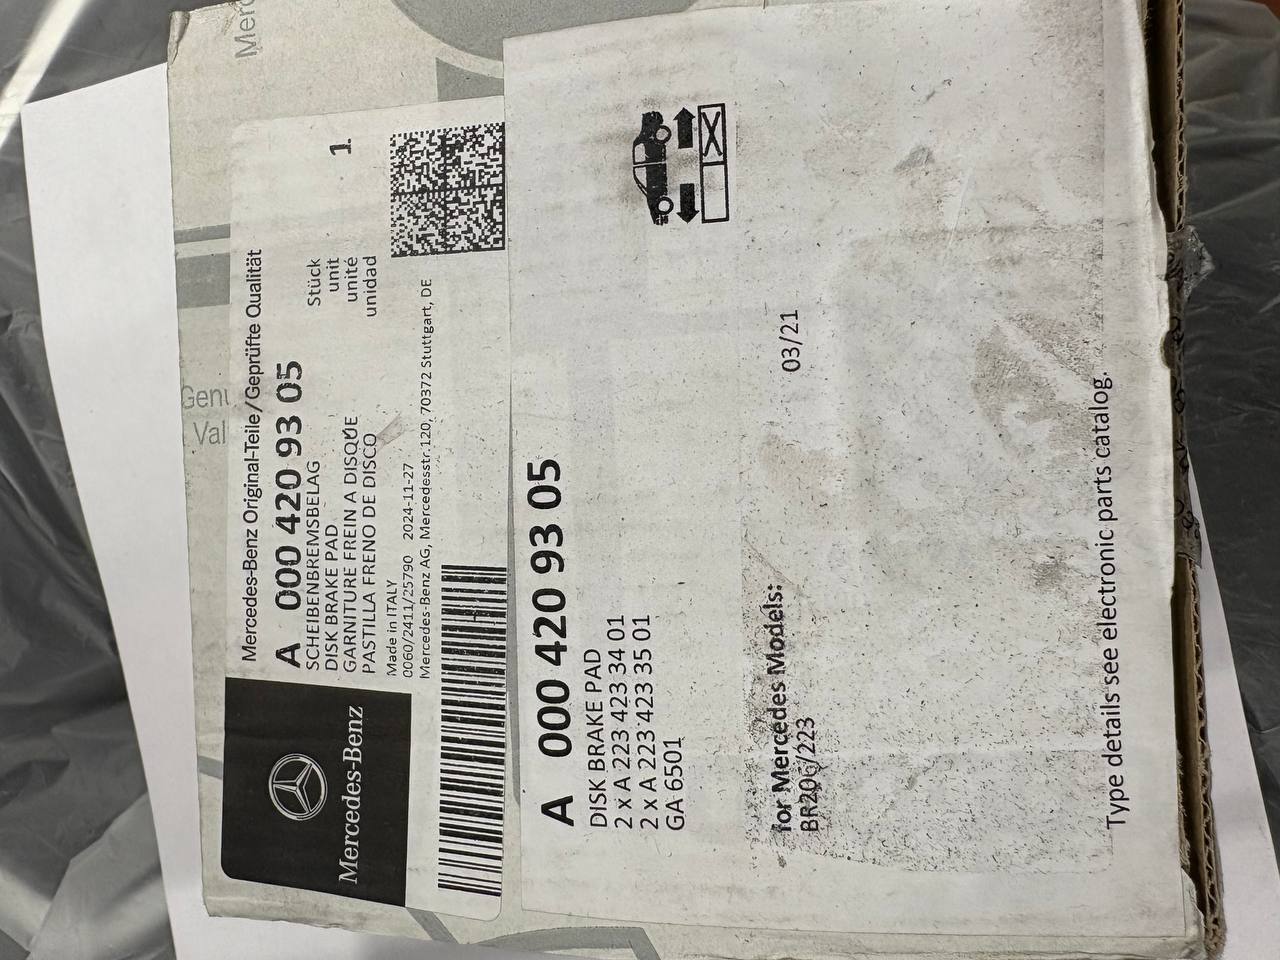 Merc
Genu
Val
Mercedes-Benz
Mercedes-Benz Original-Teile/Geprüfte Qualität
A 000 420 93 05
SCHEIBENBREMSBELAG
DISK BRAKE PAD
GARNITURE FREIN A DISQUE
PASTILLA FRENO DE DISCO
Stück
unit
unité
unidad
1
Made in ITALY
0060/2411/25790 2024-11-27
Mercedes-Benz AG, Mercedesstr.120, 70372 Stuttgart, DE
A 000 420 93 05
DISK BRAKE PAD
2 x A 223 423 34 01
2 x A 223 423 35 01
GA 6501
for Mercedes Models:
BR206/223
03/21
Type details see electronic parts catalog.